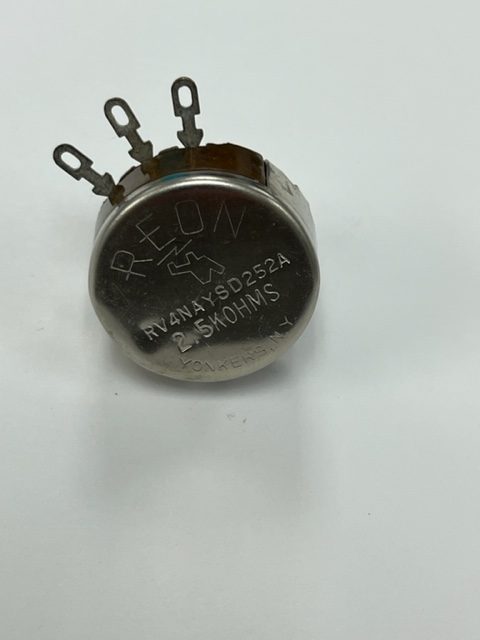 REON
RV4NAYSD252A
2.5KOHMS
YONKERS, N.Y.